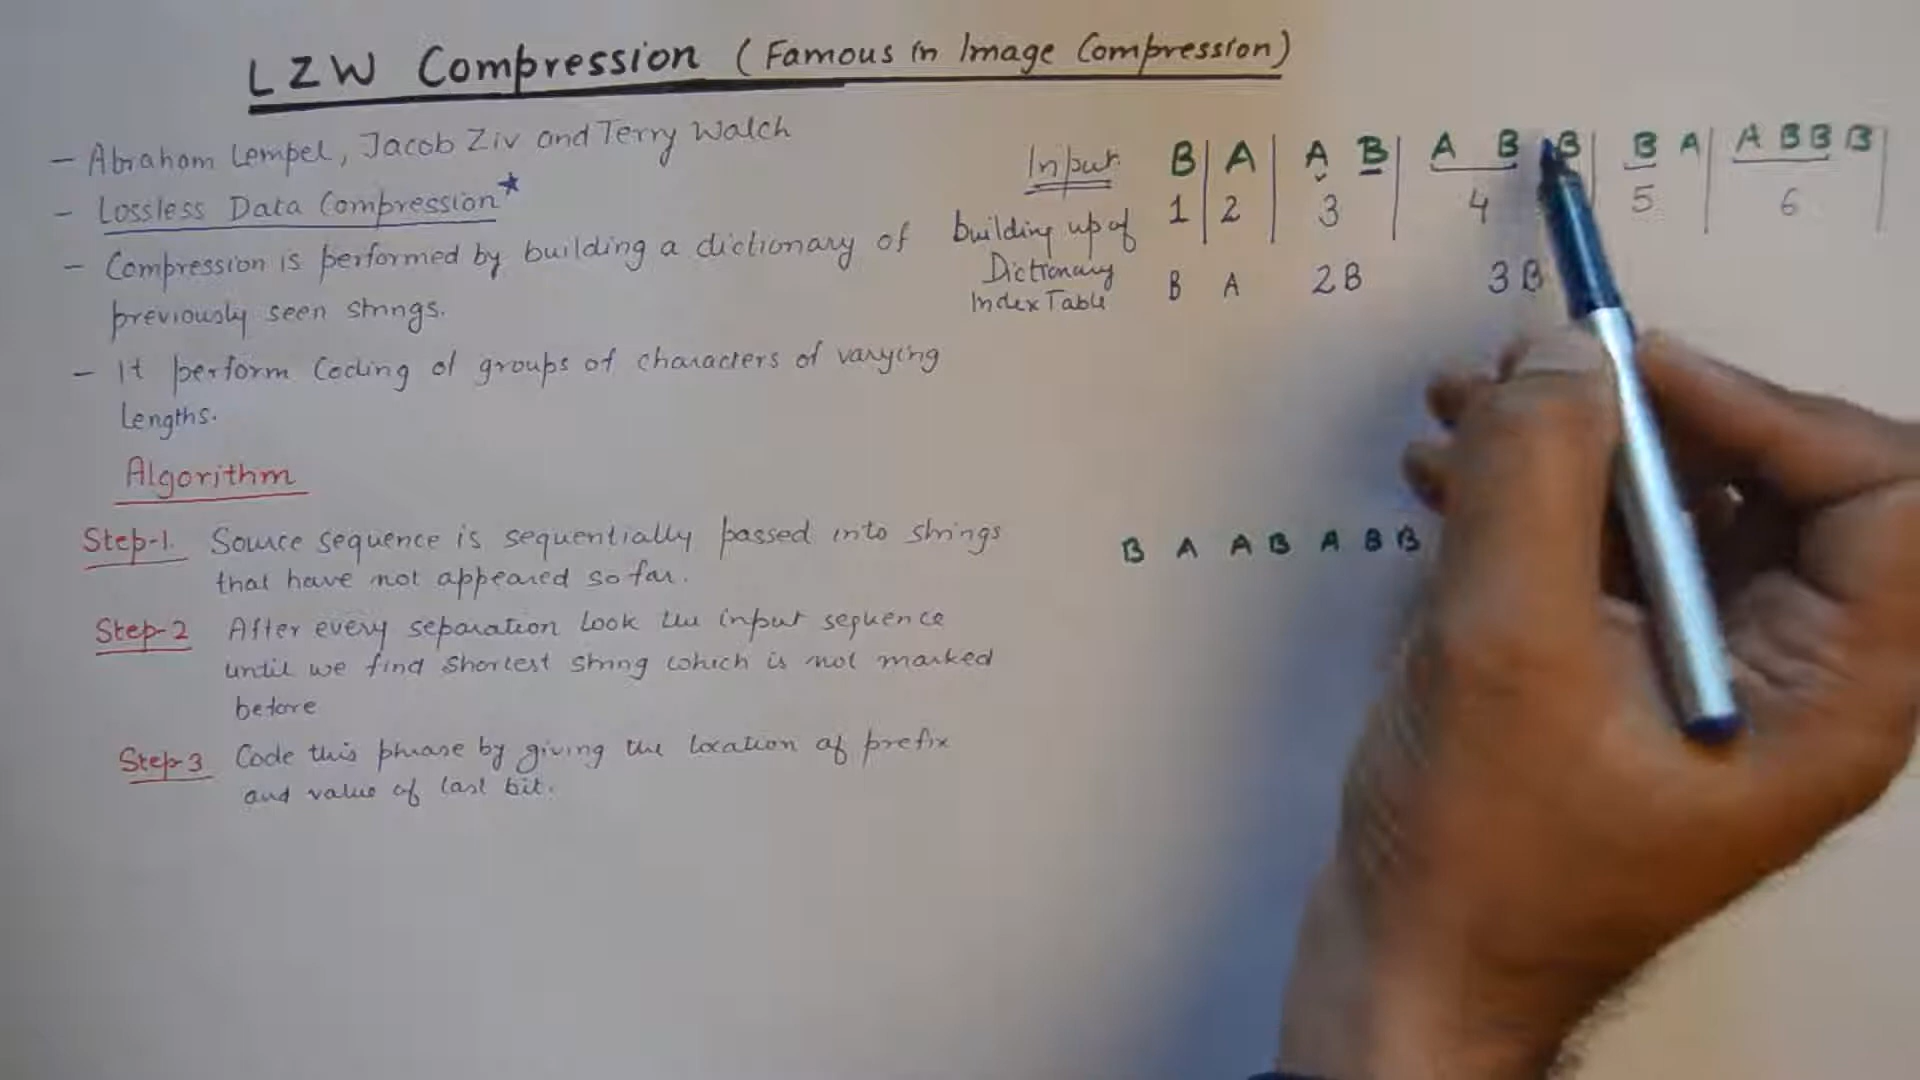 LZW Compression (Famous in Image Compression)
- Abraham Lempel, Jacob Ziv and Terry Walch
- Lossless Data Compression*
- Compression is performed by building a dictionary of
previously seen strings.
- It perform Coding of groups of characters of varying
lengths.
Algorithm
Step-1. Source sequence is sequentially passed into strings
that have not appeared so far.
Step-2 After every separation look the input sequence
until we find shortest string which is not marked
before
Step-3 Code this phrase by giving the location of prefix
and value of last bit.
Input B | A | A B | A B B | B A | A B B B |
1 2 3 4 5 6
building up of
Dictionary
Index Table
B A 2B 3B
B A A B A B B